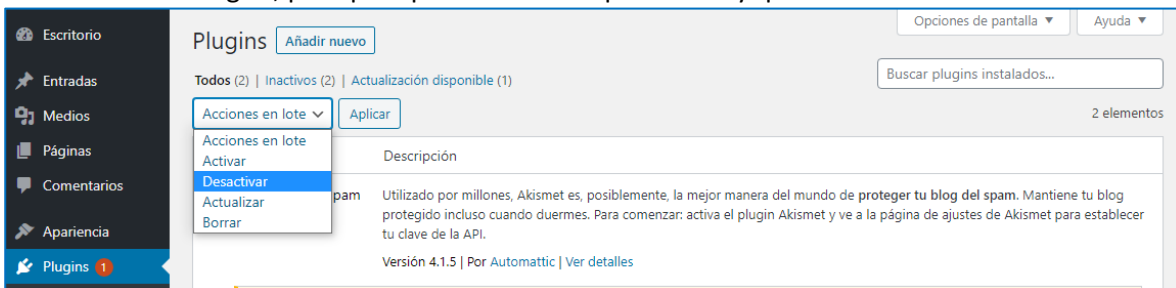 Opciones de pantalla ▼ Ayuda ▼
Escritorio
Plugins Añadir nuevo
Entradas
Todos (2) | Inactivos (2) | Actualización disponible (1)
Buscar plugins instalados...
Medios
Acciones en lote Aplicar
2 elementos
Acciones en lote
Páginas
Activar
Descripción
Desactivar
Comentarios
pam Utilizado por millones, Akismet es, posiblemente, la mejor manera del mundo de proteger tu blog del spam. Mantiene tu blog
Actualizar
protegido incluso cuando duermes. Para comenzar: activa el plugin Akismet y ve a la página de ajustes de Akismet para establecer
Borrar
Apariencia
tu clave de la API.
Plugins 1
Versión 4.1.5 | Por Automattic | Ver detalles